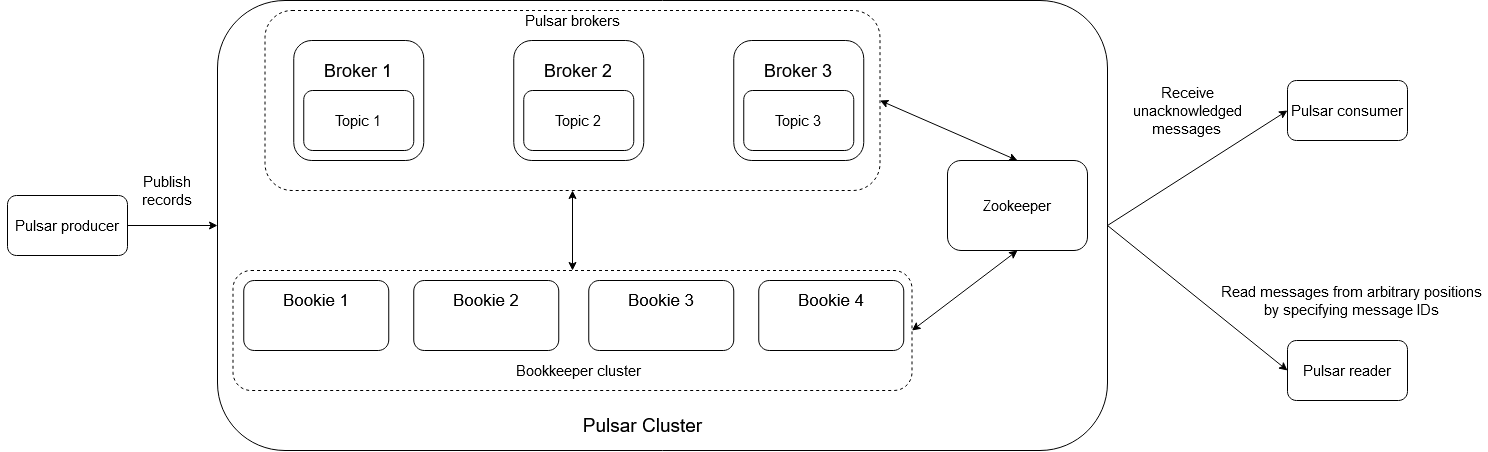 Pulsar brokers
Broker 1
Broker 2
Broker 3
Topic 1
Topic 2
Topic 3
Publish
records
Pulsar producer
Zookeeper
Bookie 1
Bookie 2
Bookie 3
Bookie 4
Bookkeeper cluster
Pulsar Cluster
Receive
unacknowledged
messages
Pulsar consumer
Read messages from arbitrary positions
by specifying message IDs
Pulsar reader